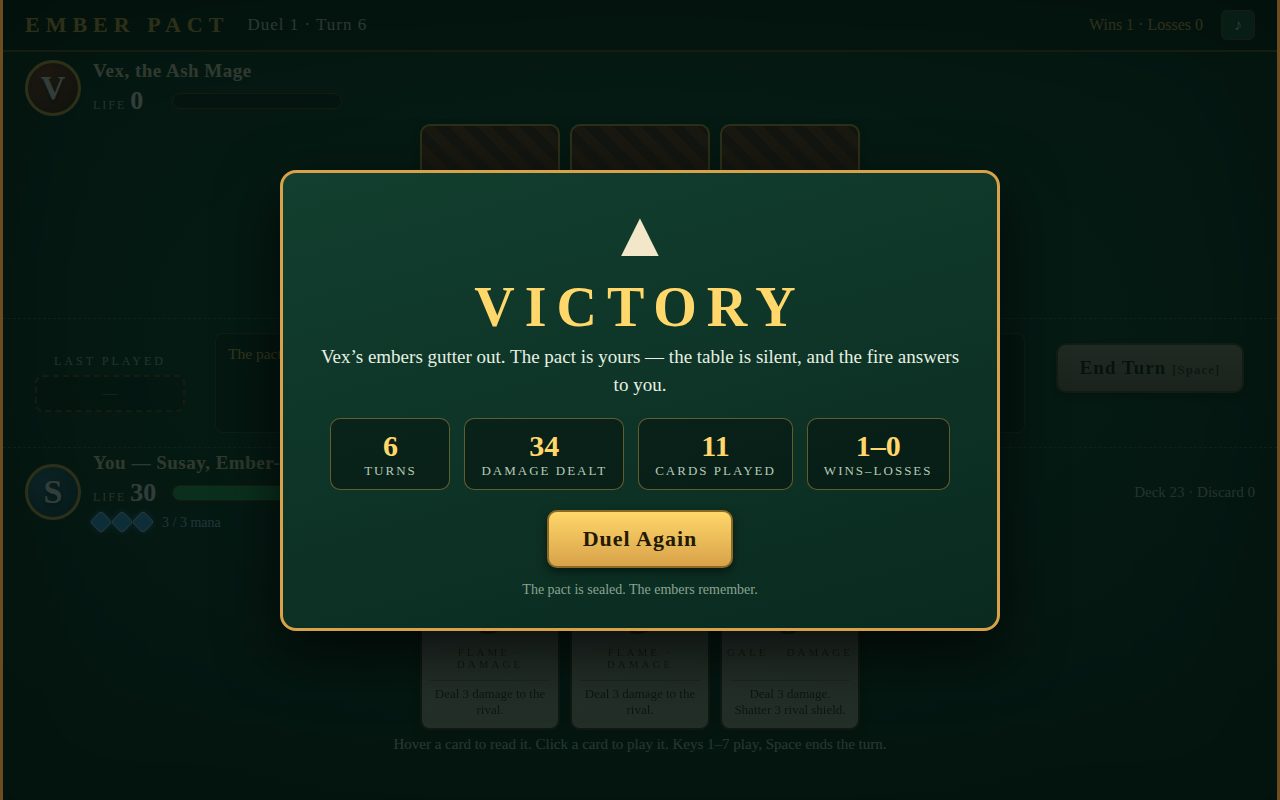 EMBER PACT Duel 1 · Turn 6 Wins 1 · Losses 0 ♪
V Vex, the Ash Mage
LIFE 0
VICTORY
Vex’s embers gutter out. The pact is yours — the table is silent, and the fire answers
to you.
LAST PLAYED
—
The pact
End Turn [Space]
6 34 11 1–0
TURNS DAMAGE DEALT CARDS PLAYED WINS–LOSSES
S You — Susay, Ember-
LIFE 30
3 / 3 mana
Deck 23 · Discard 0
Duel Again
The pact is sealed. The embers remember.
FLAME ·
DAMAGE
Deal 3 damage to the
rival.
FLAME ·
DAMAGE
Deal 3 damage to the
rival.
GALE · DAMAGE
Deal 3 damage.
Shatter 3 rival shield.
Hover a card to read it. Click a card to play it. Keys 1–7 play, Space ends the turn.